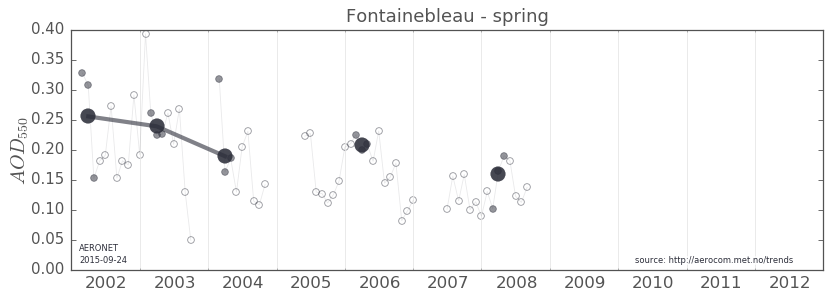 Fontainebleau - spring
0.40
0.35
0.30
0.25
0.20
0.15
0.10
0.05
0.00
AOD550
AERONET
2015-09-24
source: http://aerocom.met.no/trends
2002 2003 2004 2005 2006 2007 2008 2009 2010 2011 2012